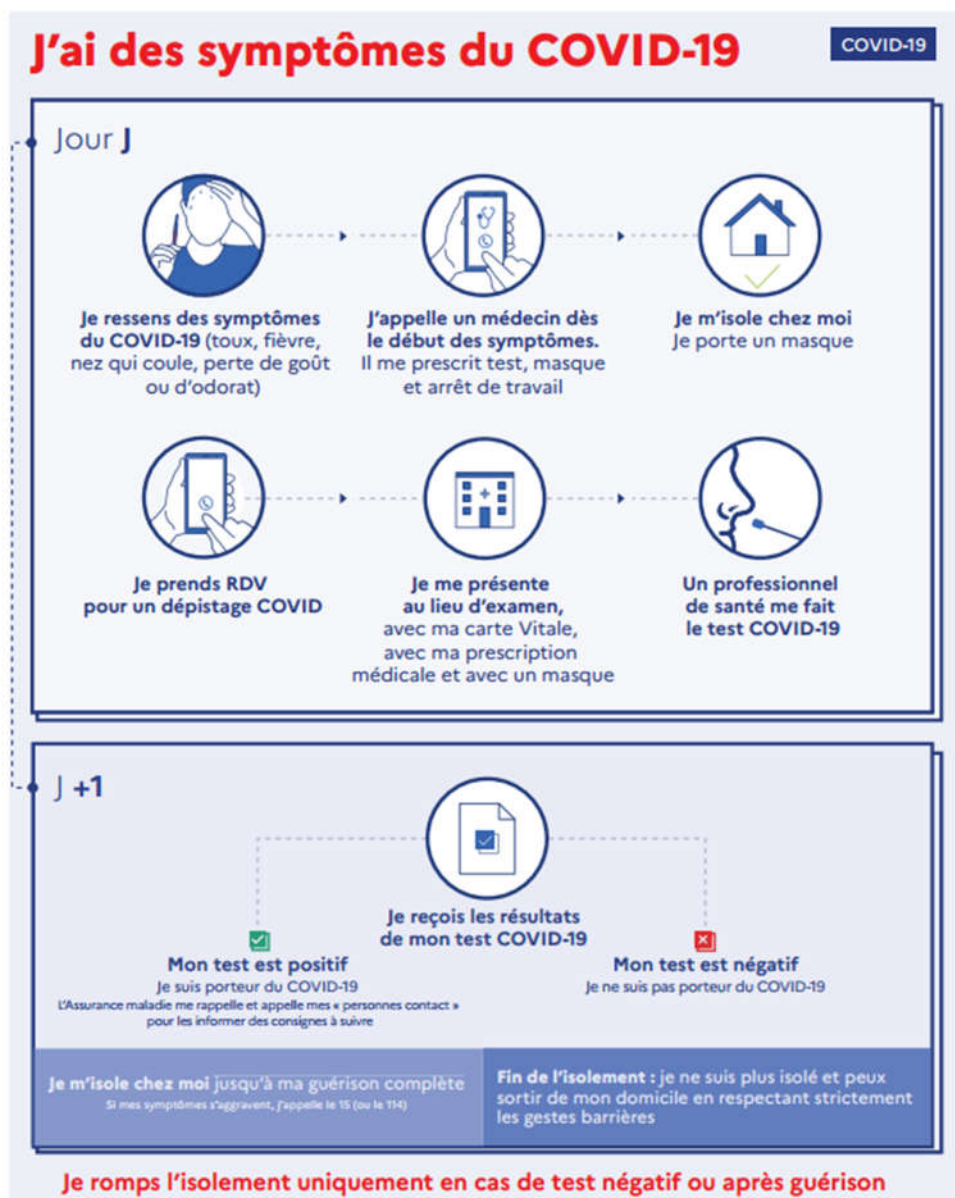 J'ai des symptômes du COVID-19
COVID-19
Jour J
Je ressens des symptômes
du COVID-19 (toux, fièvre,
nez qui coule, perte de goût
ou d'odorat)
J'appelle un médecin dès
le début des symptômes.
Il me prescrit test, masque
et arrêt de travail
Je m'isole chez moi
Je porte un masque
Je prends RDV
pour un dépistage COVID
Je me présente
au lieu d'examen,
avec ma carte Vitale,
avec ma prescription
médicale et avec un masque
Un professionnel
de santé me fait
le test COVID-19
J +1
Je reçois les résultats
de mon test COVID-19
Mon test est positif
Je suis porteur du COVID-19
L'Assurance maladie me rappelle et appelle mes « personnes contact »
pour les informer des consignes à suivre
Mon test est négatif
Je ne suis pas porteur du COVID-19
Je m'isole chez moi jusqu'à ma guérison complète
Si mes symptômes s'aggravent, j'appelle le 15 (ou le 114)
Fin de l'isolement : je ne suis plus isolé et peux
sortir de mon domicile en respectant strictement
les gestes barrières
Je romps l'isolement uniquement en cas de test négatif ou après guérison